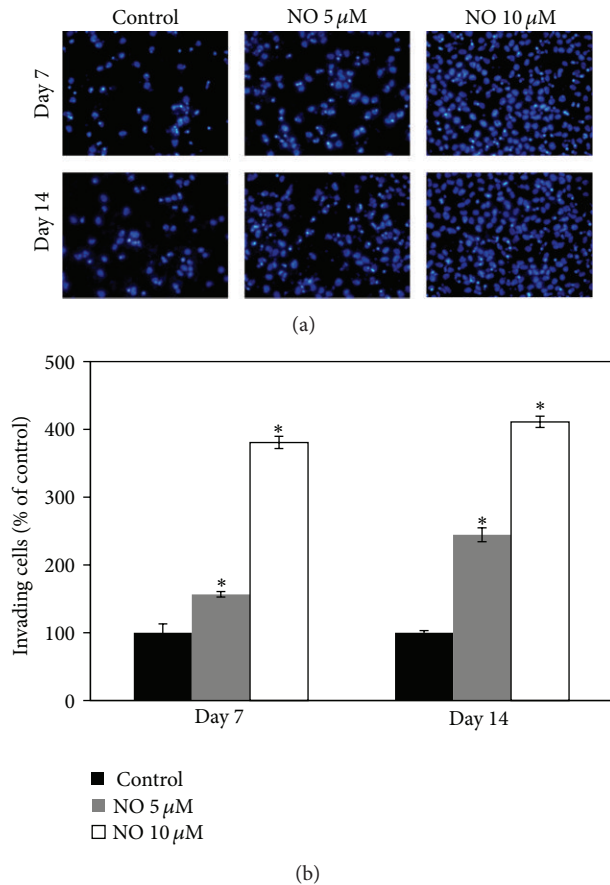 Control NO 5 μM NO 10 μM
Day 7
Day 14
(a)
500
400
300
200
100
0
Invading cells (% of control)
* * * *
Day 7 Day 14
Control
NO 5 μM
NO 10 μM
(b)